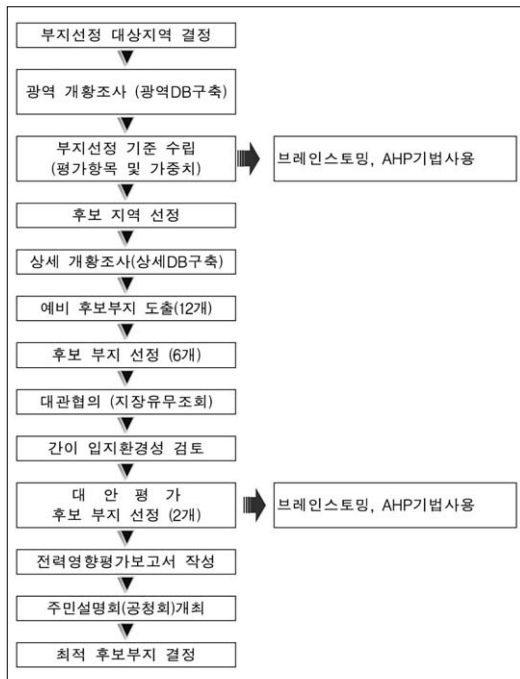 부지선정 대상지역 결정
광역 개황조사 (광역DB구축)
부지선정 기준 수립
(평가항목 및 가중치)
브레인스토밍, AHP기법사용
후보 지역 선정
상세 개황조사(상세DB구축)
예비 후보부지 도출(12개)
후보 부지 선정 (6개)
대관협의 (지장유무조회)
간이 입지환경성 검토
대 안 평 가
후보 부지 선정 (2개)
브레인스토밍, AHP기법사용
전력영향평가보고서 작성
주민설명회(공청회)개최
최적 후보부지 결정